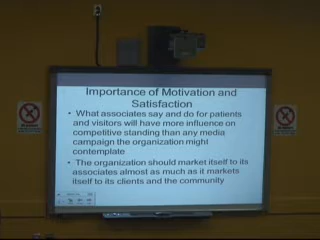 Importance of Motivation and
Satisfaction
• What associates say and do for patients
and visitors will have more influence on
competitive standing than any media
campaign the organization might
contemplate
• The organization should market itself to its
associates almost as much as it markets
itself to its clients and the community